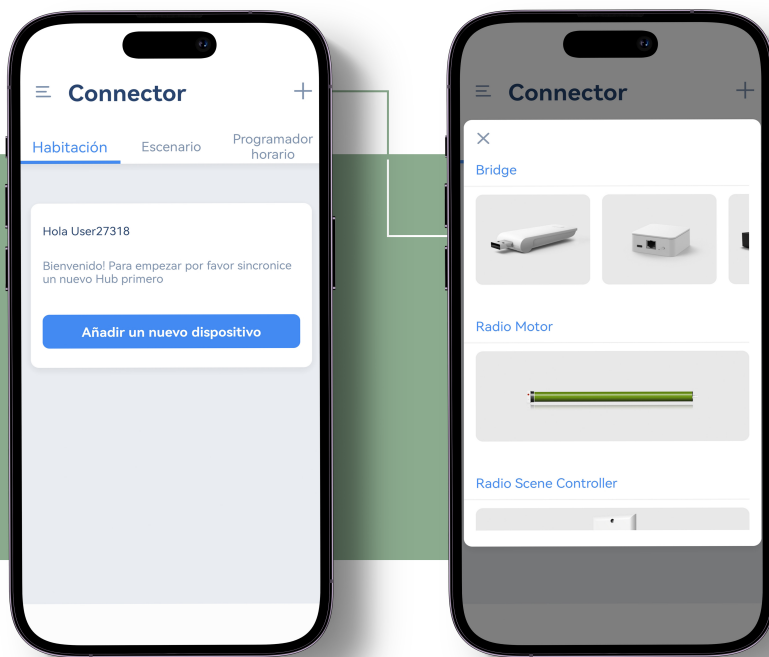 Connector
Habitación
Escenario
Programador
horario
Hola User27318
Bienvenido! Para empezar por favor sincronice
un nuevo Hub primero
Añadir un nuevo dispositivo
Connector
Bridge
Radio Motor
Radio Scene Controller